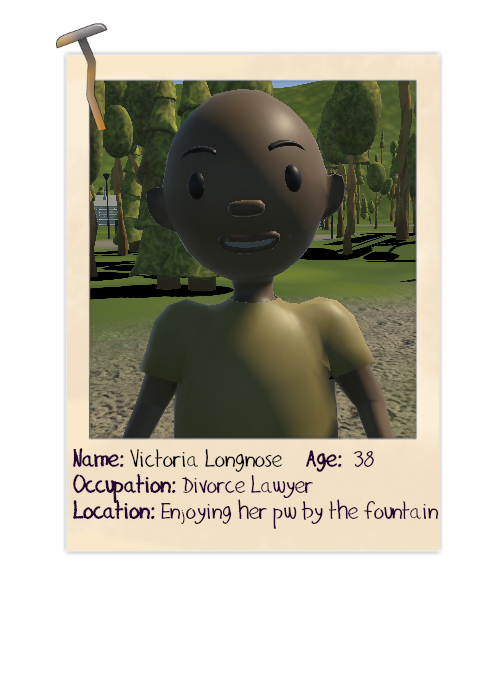 Name: Victoria Longnose Age: 38
Occupation: Divorce Lawyer
Location: Enjoying her pw by the fountain